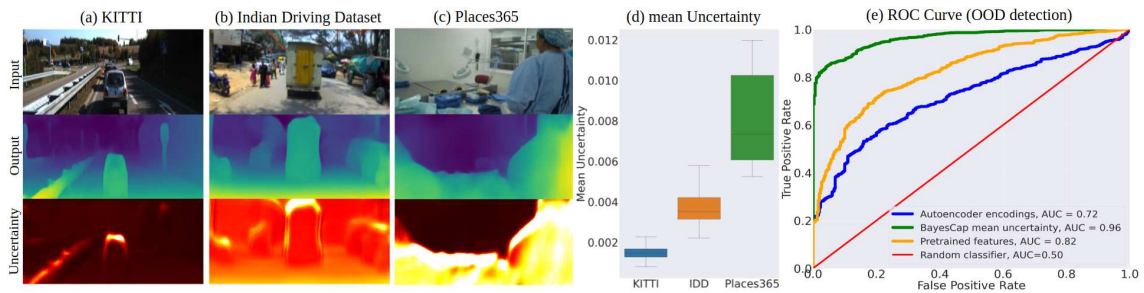 (a) KITTI
(b) Indian Driving Dataset
(c) Places365
(d) mean Uncertainty
(e) ROC Curve (OOD detection)
Input
Output
Uncertainty
Mean Uncertainty
0.012
0.010
0.008
0.006
0.004
0.002
KITTI
IDD
Places365
True Positive Rate
1.0
0.8
0.6
0.4
0.2
0.0
0.0
0.2
0.4
0.6
0.8
1.0
False Positive Rate
Autoencoder encodings, AUC = 0.72
BayesCap mean uncertainty, AUC = 0.96
Pretrained features, AUC = 0.82
Random classifier, AUC=0.50